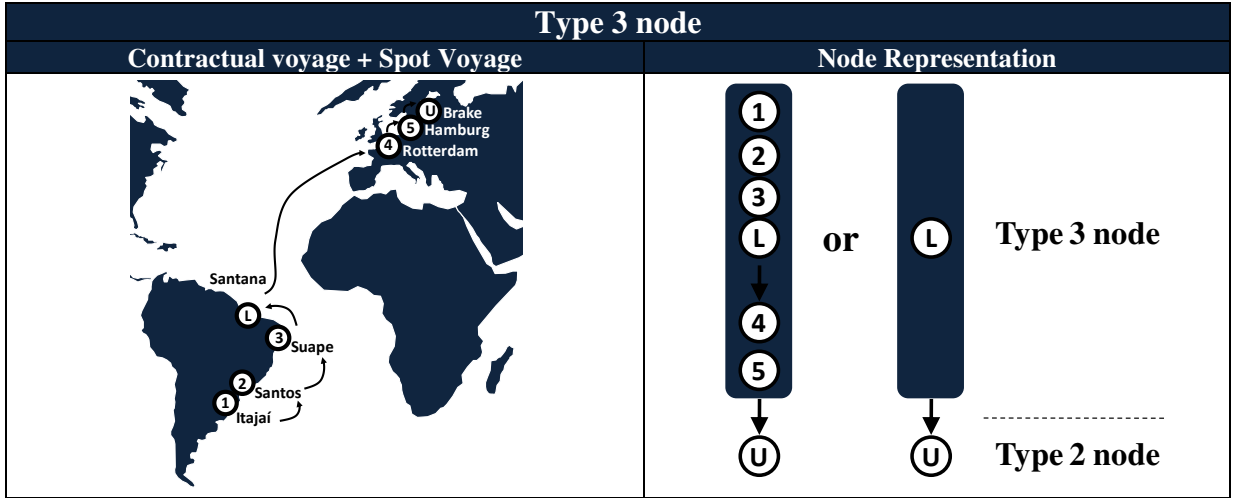 Type 3 node
Contractual voyage + Spot Voyage
Node Representation
U Brake
5 Hamburg
4 Rotterdam
Santana
L
3
Suape
2
Santos
1
Itajaí
1
2
3
L
4
5
U
or
L
U
Type 3 node
Type 2 node